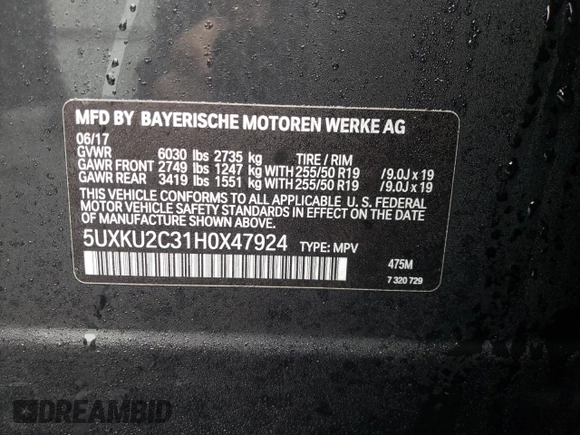 MFD BY BAYERISCHE MOTOREN WERKE AG
06/17
GVWR 6030 lbs 2735 kg TIRE / RIM
GAWR FRONT 2749 lbs 1247 kg WITH 255/50 R19 /9.0J x 19
GAWR REAR 3419 lbs 1551 kg WITH 255/50 R19 /9.0J x 19
THIS VEHICLE CONFORMS TO ALL APPLICABLE U. S. FEDERAL
MOTOR VEHICLE SAFETY STANDARDS IN EFFECT ON THE DATE OF
MANUFACTURE SHOWN ABOVE.
5UXKU2C31H0X47924 TYPE: MPV
475M
7 320 729
DREAMBID